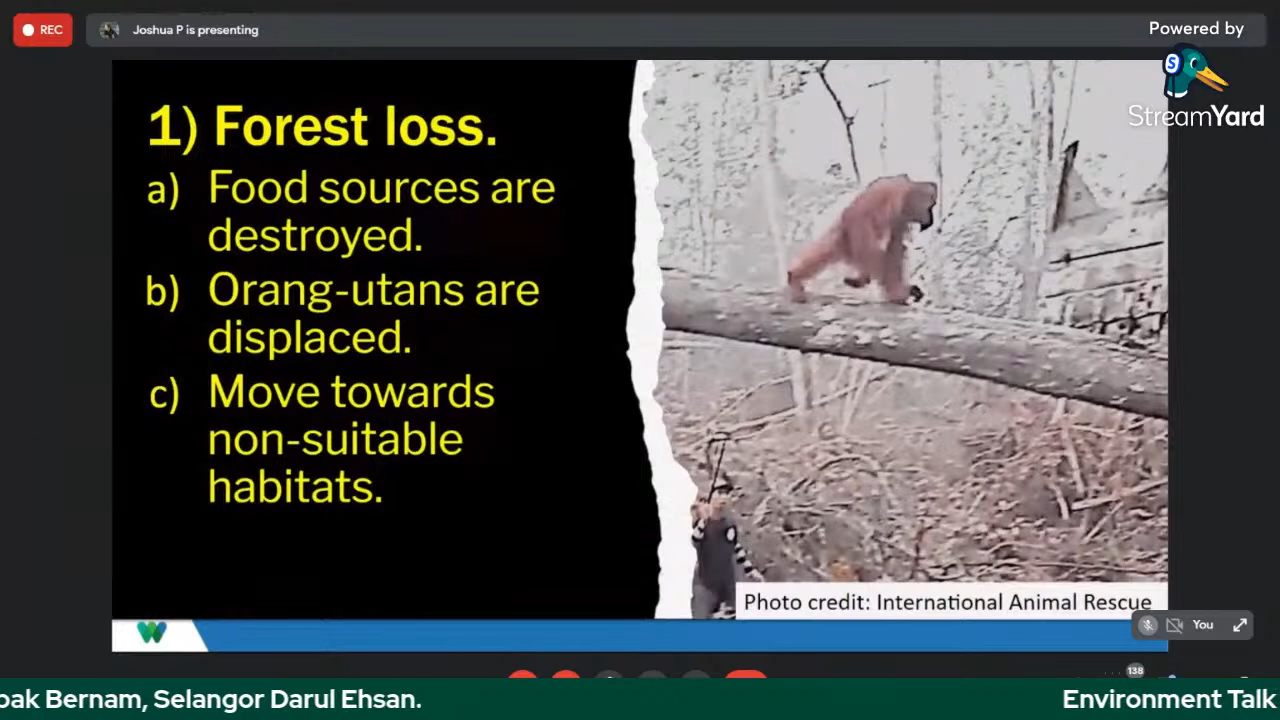 REC
Joshua P is presenting
Powered by
S
StreamYard
1) Forest loss.
a) Food sources are
destroyed.
b) Orang-utans are
displaced.
c) Move towards
non-suitable
habitats.
Photo credit: International Animal Rescue
You
138
oak Bernam, Selangor Darul Ehsan.
Environment Talk